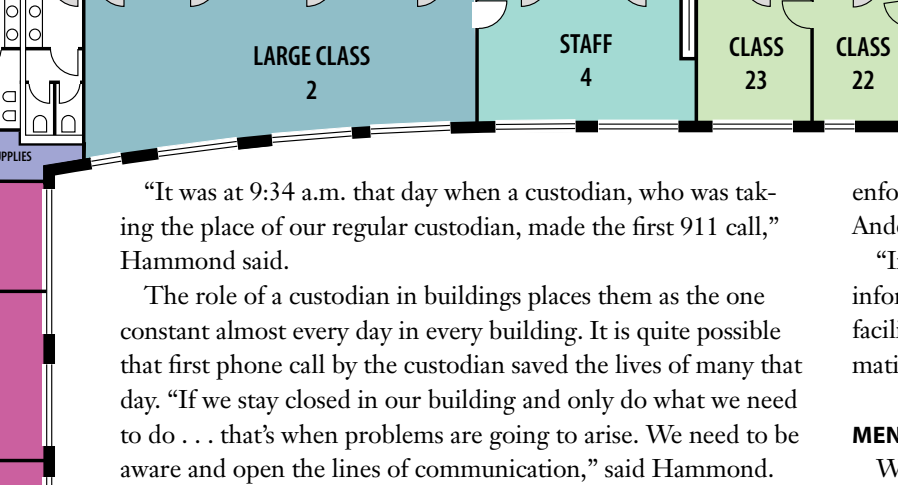 LARGE CLASS
2
STAFF
4
CLASS
23
CLASS
22
“It was at 9:34 a.m. that day when a custodian, who was tak-
ing the place of our regular custodian, made the first 911 call,”
Hammond said.
The role of a custodian in buildings places them as the one
constant almost every day in every building. It is quite possible
that first phone call by the custodian saved the lives of many that
day. “If we stay closed in our building and only do what we need
to do . . . that’s when problems are going to arise. We need to be
aware and open the lines of communication,” said Hammond.